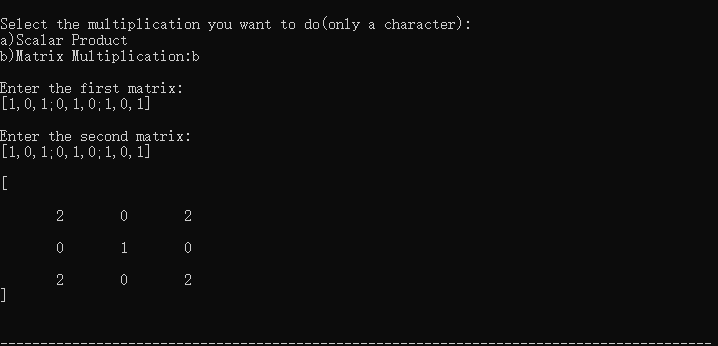 Select the multiplication you want to do(only a character):
a)Scalar Product
b)Matrix Multiplication:b
Enter the first matrix:
[1,0,1;0,1,0;1,0,1]
Enter the second matrix:
[1,0,1;0,1,0;1,0,1]
[
2 0 2
0 1 0
2 0 2
]
-----------------------------------------------------------------------------------------